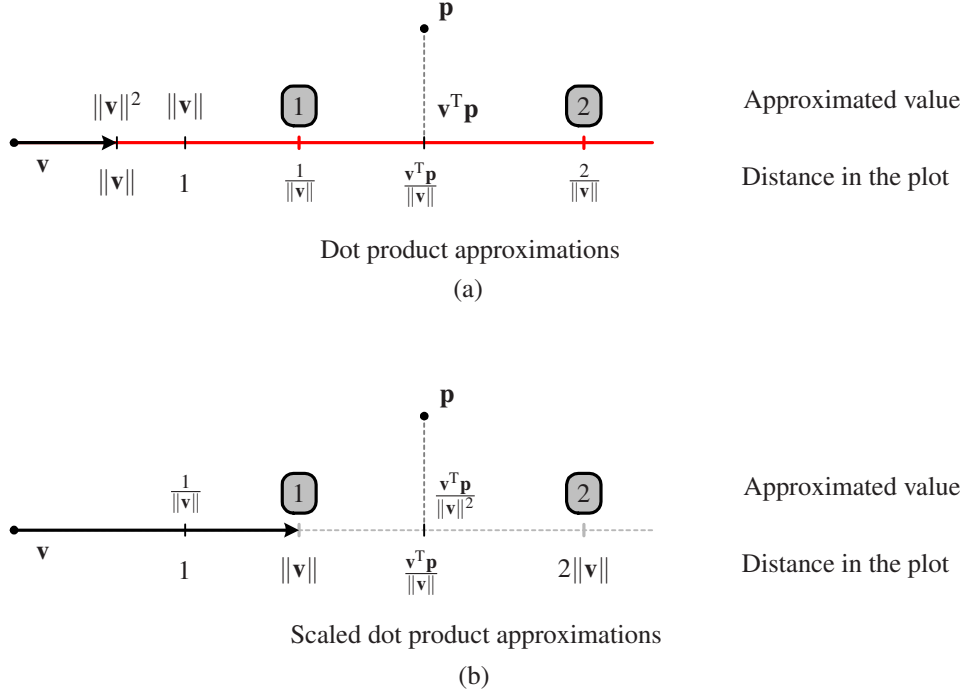 p
‖v‖² ‖v‖ 1 vᵀp 2 Approximated value
v
‖v‖ 1 1/‖v‖ vᵀp/‖v‖ 2/‖v‖ Distance in the plot
Dot product approximations
(a)
p
1/‖v‖ 1 vᵀp/‖v‖² 2 Approximated value
v
1 ‖v‖ vᵀp/‖v‖ 2‖v‖ Distance in the plot
Scaled dot product approximations
(b)